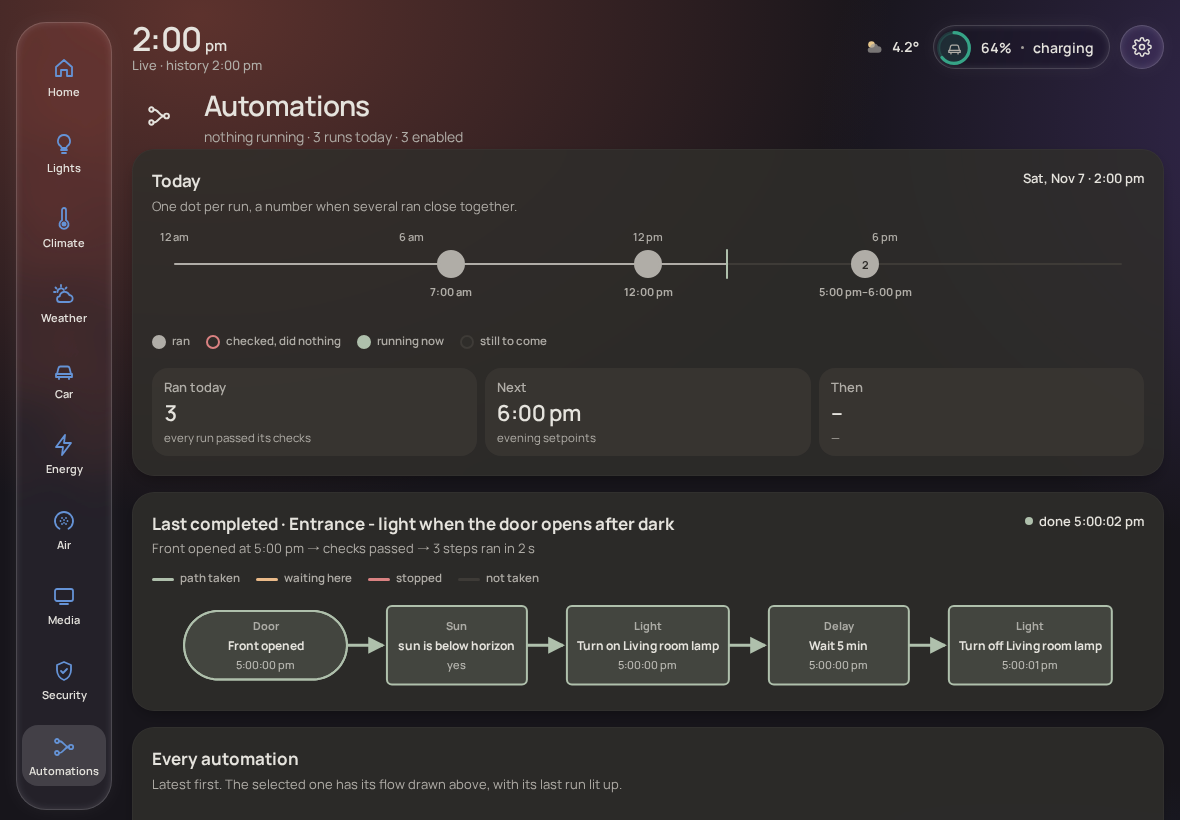 2:00 pm
Live · history 2:00 pm
4.2°
64% · charging
Home
Lights
Climate
Weather
Car
Energy
Air
Media
Security
Automations
Automations
nothing running · 3 runs today · 3 enabled
Today
Sat, Nov 7 · 2:00 pm
One dot per run, a number when several ran close together.
12 am
6 am
12 pm
6 pm
2
7:00 am
12:00 pm
5:00 pm–6:00 pm
ran
checked, did nothing
running now
still to come
Ran today
3
every run passed its checks
Next
6:00 pm
evening setpoints
Then
–
—
Last completed · Entrance - light when the door opens after dark
done 5:00:02 pm
Front opened at 5:00 pm → checks passed → 3 steps ran in 2 s
path taken
waiting here
stopped
not taken
Door
Front opened
5:00:00 pm
Sun
sun is below horizon
yes
Light
Turn on Living room lamp
5:00:00 pm
Delay
Wait 5 min
5:00:00 pm
Light
Turn off Living room lamp
5:00:01 pm
Every automation
Latest first. The selected one has its flow drawn above, with its last run lit up.